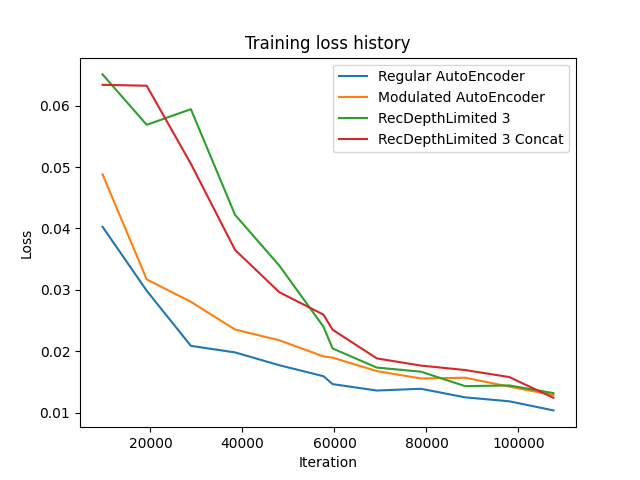 Training loss history
Regular AutoEncoder
Modulated AutoEncoder
RecDepthLimited 3
RecDepthLimited 3 Concat
0.06
0.05
0.04
0.03
0.02
0.01
Loss
20000 40000 60000 80000 100000
Iteration